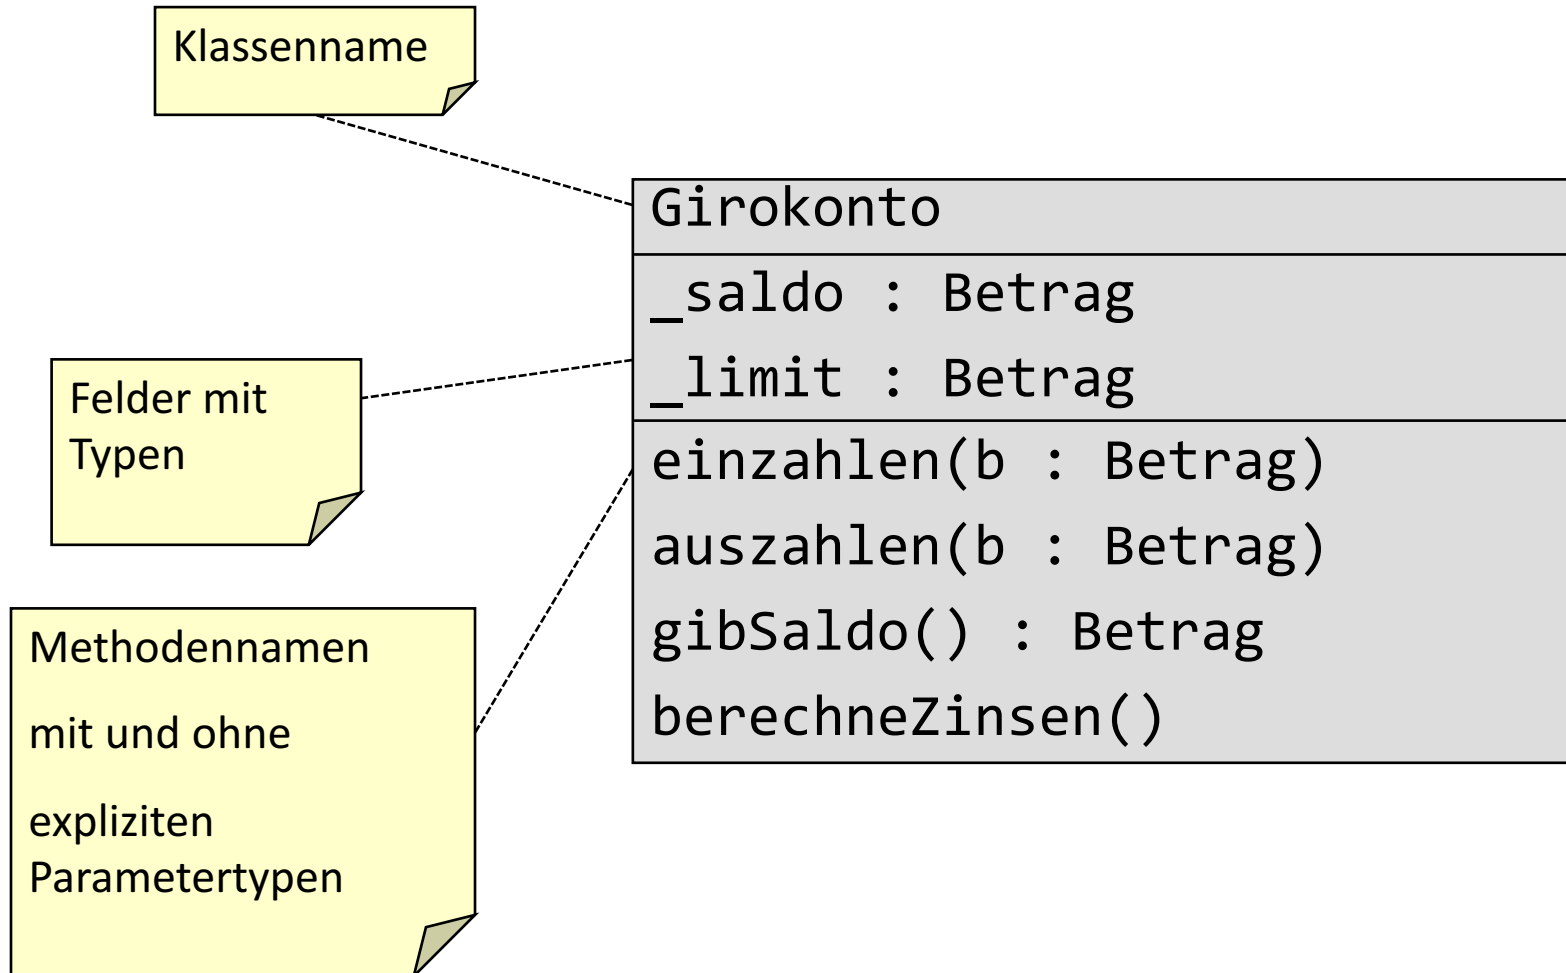 Klassenname
Girokonto
_saldo : Betrag
_limit : Betrag
Felder mit
Typen
einzahlen(b : Betrag)
auszahlen(b : Betrag)
gibSaldo() : Betrag
berechneZinsen()
Methodennamen
mit und ohne
expliziten
Parametertypen